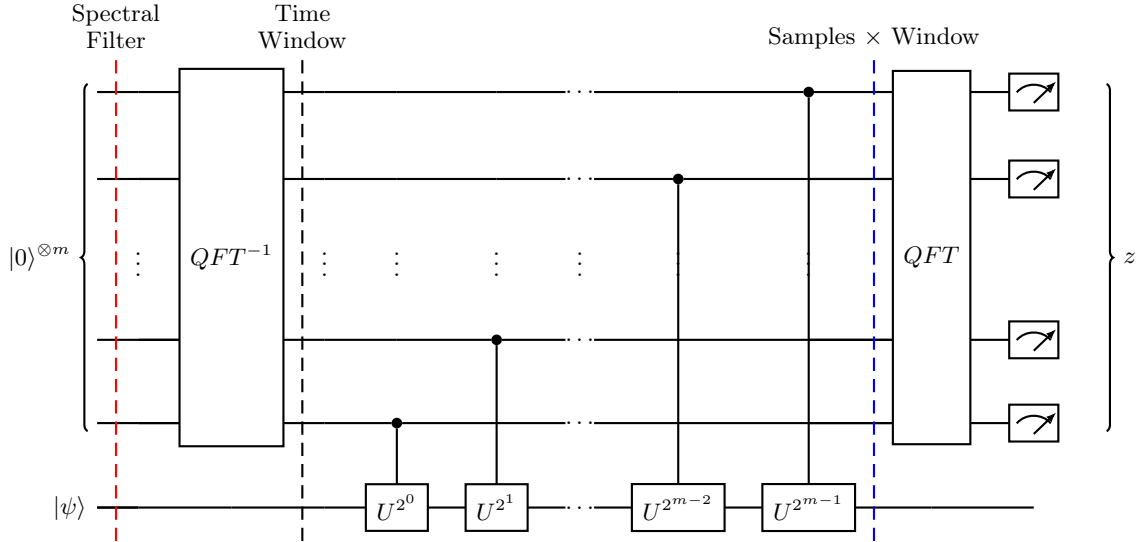 Spectral
Filter
Time
Window
Samples × Window
|0⟩^{⊗m}
QFT^{-1}
QFT
z
|ψ⟩
U^{2^0}
U^{2^1}
U^{2^{m-2}}
U^{2^{m-1}}